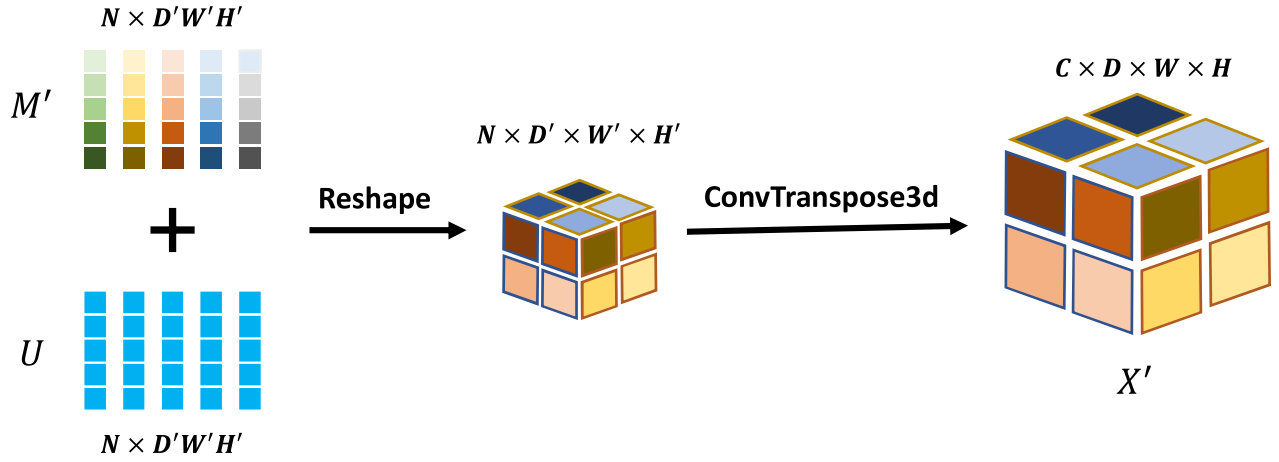 N × D′W′H′
M′
+
U
N × D′W′H′
Reshape
N × D′ × W′ × H′
ConvTranspose3d
C × D × W × H
X′